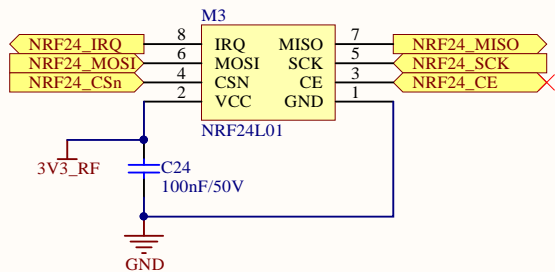 M3
NRF24_IRQ 8 IRQ MISO 7 NRF24_MISO
NRF24_MOSI 6 MOSI SCK 5 NRF24_SCK
NRF24_CSn 4 CSN CE 3 NRF24_CE
2 VCC GND 1
NRF24L01
3V3_RF
C24
100nF/50V
GND